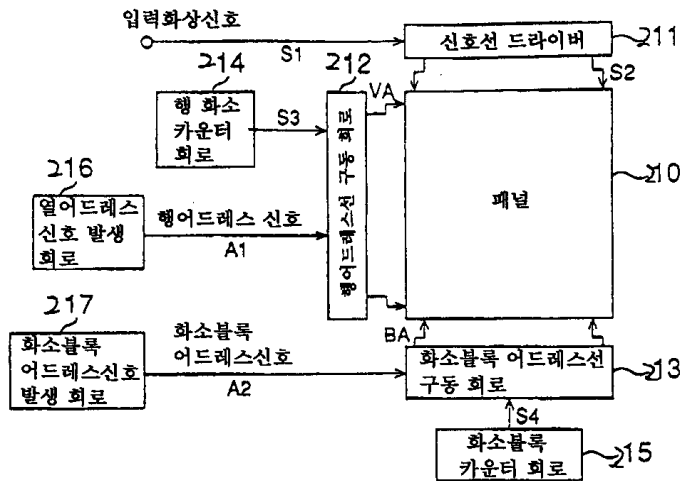 입력화상신호
S1
신호선 드라이버
211
S2
214
행 화소
카운터
회로
S3
212
행어드레스선 구동 회로
VA
패널
210
216
열어드레스
신호 발생
회로
행어드레스 신호
A1
217
화소블록
어드레스신호
발생 회로
화소블록
어드레스신호
A2
BA
화소블록 어드레스선
구동 회로
213
S4
화소블록
카운터 회로
215